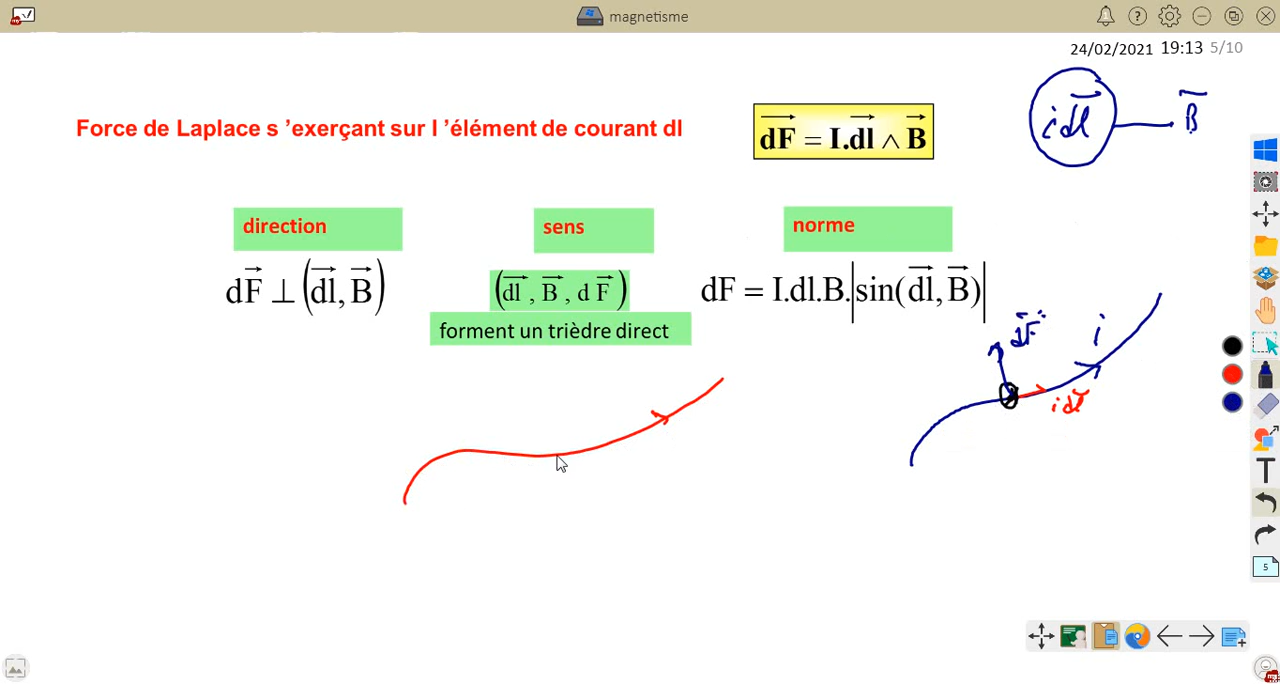 magnetisme
24/02/2021 19:13 5/10
Force de Laplace s ’exerçant sur l ’élément de courant dl
dF = I.dl ∧ B
idl
B
direction
sens
norme
dF ⊥ (dl, B)
(dl , B , d F)
dF = I.dl.B.|sin(dl, B)|
forment un trièdre direct
dF
i
idl
T
5